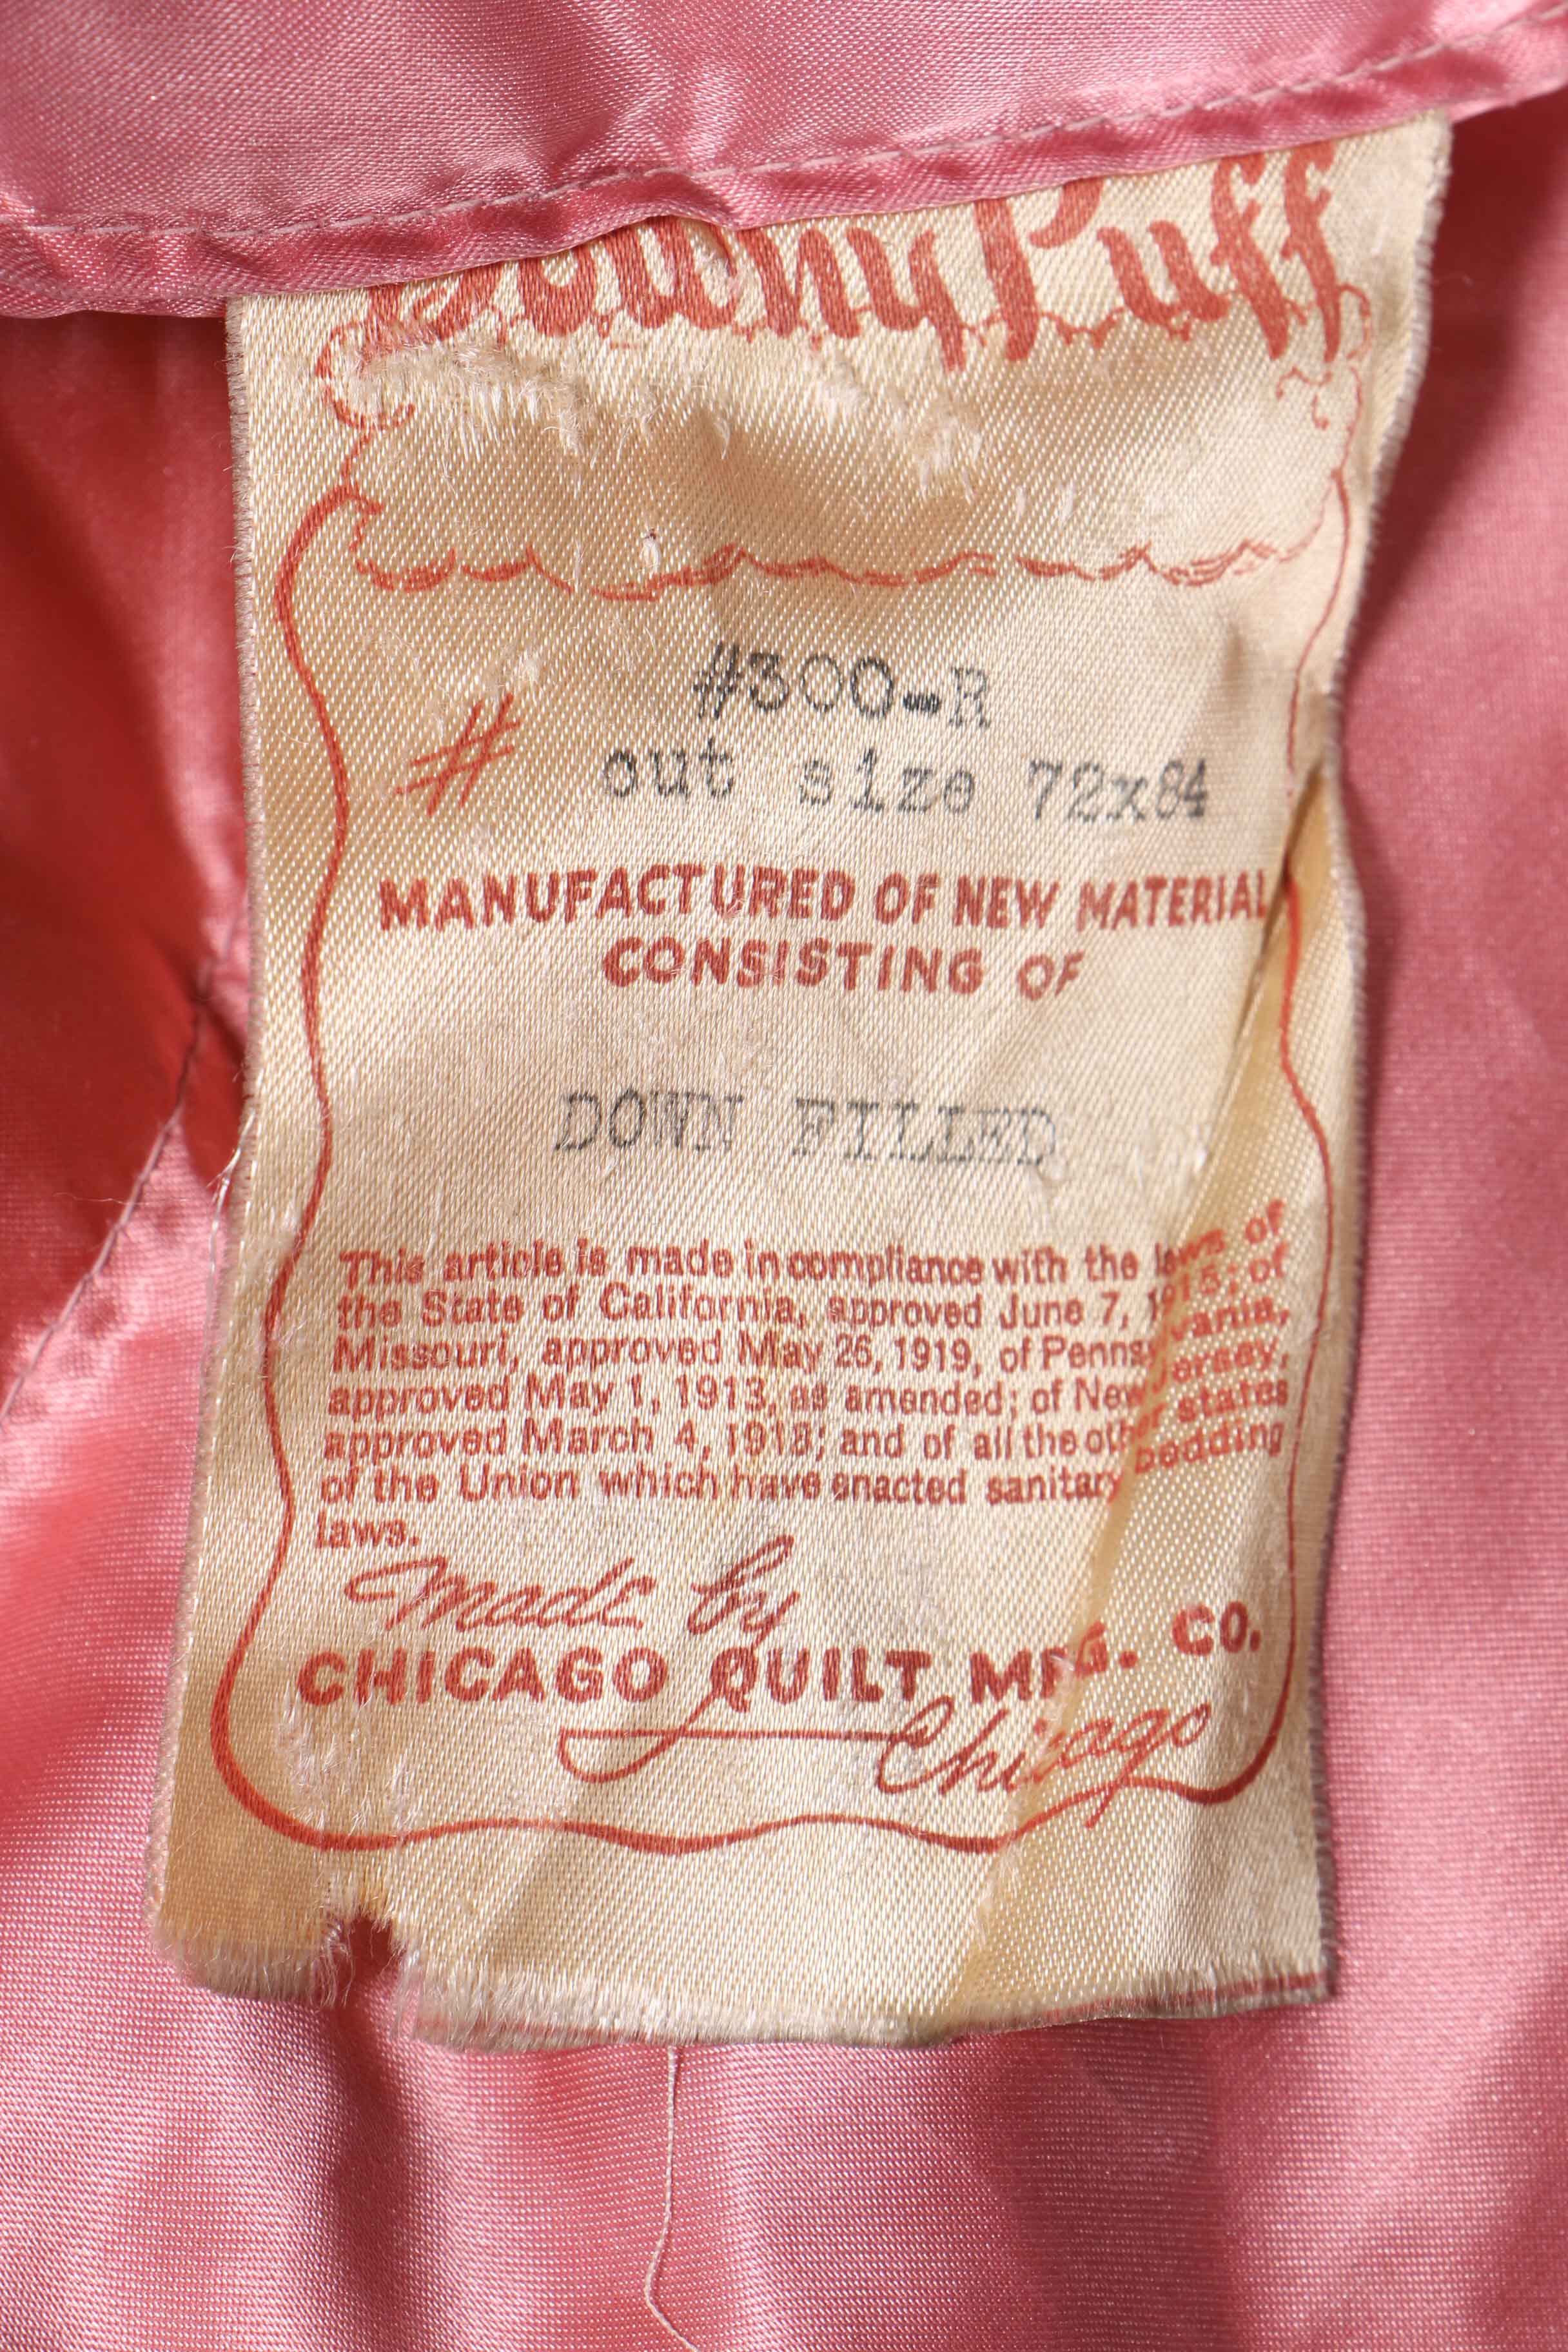 Downy Puff
#300-R
# cut size 72x84
MANUFACTURED OF NEW MATERIAL
CONSISTING OF
DOWN FILLED
This article is made in compliance with the laws of
the State of California, approved June 7, 1915; of
Missouri, approved May 26, 1919, of Pennsylvania,
approved May 1, 1913, as amended; of New Jersey,
approved March 4, 1918; and of all the other states
of the Union which have enacted sanitary bedding
laws.
Made by
CHICAGO QUILT MFG. CO.
Chicago